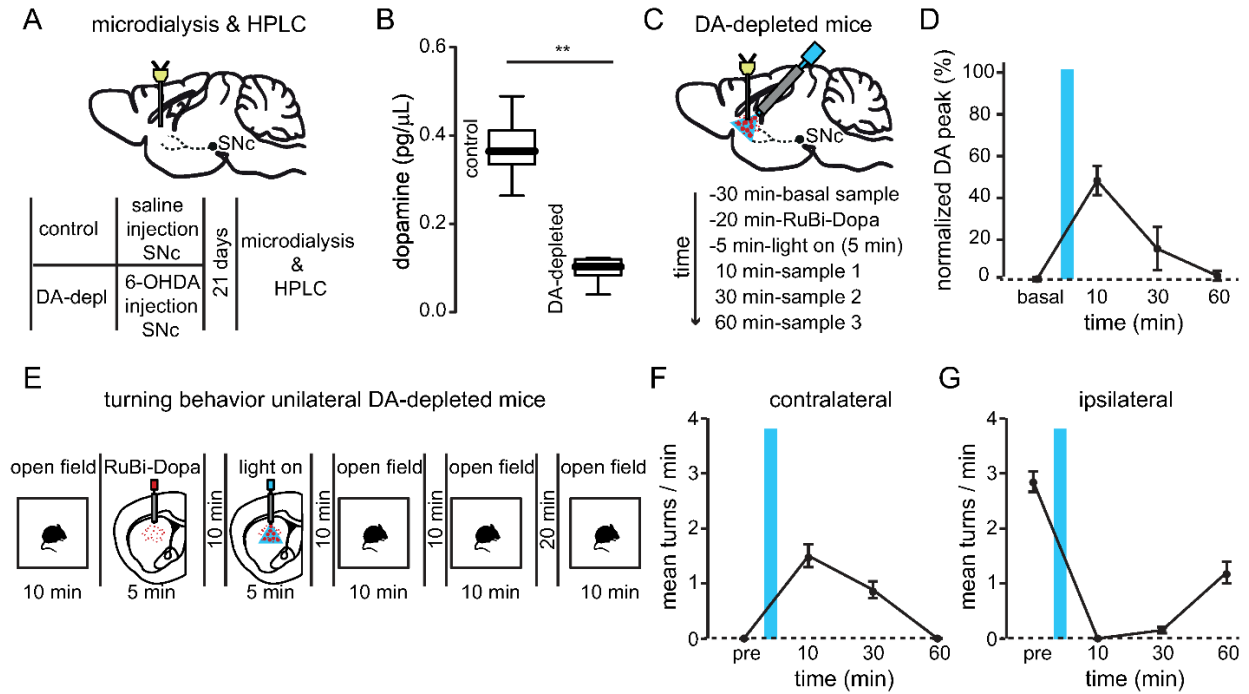 A
microdialysis & HPLC
SNc
control
saline
injection
SNc
DA-depl
6-OHDA
injection
SNc
21 days
microdialysis
&
HPLC
B
dopamine (pg/μL)
0.6
0.4
0.2
0.0
**
control
DA-depleted
C
DA-depleted mice
SNc
time
-30 min-basal sample
-20 min-RuBi-Dopa
-5 min-light on (5 min)
10 min-sample 1
30 min-sample 2
60 min-sample 3
D
normalized DA peak (%)
100
80
60
40
20
0
basal 10 30 60
time (min)
E
turning behavior unilateral DA-depleted mice
open field
10 min
RuBi-Dopa
5 min
10 min
light on
5 min
10 min
open field
10 min
10 min
open field
10 min
20 min
open field
10 min
F
contralateral
mean turns / min
4
3
2
1
0
pre 10 30 60
time (min)
G
ipsilateral
mean turns / min
4
3
2
1
0
pre 10 30 60
time (min)